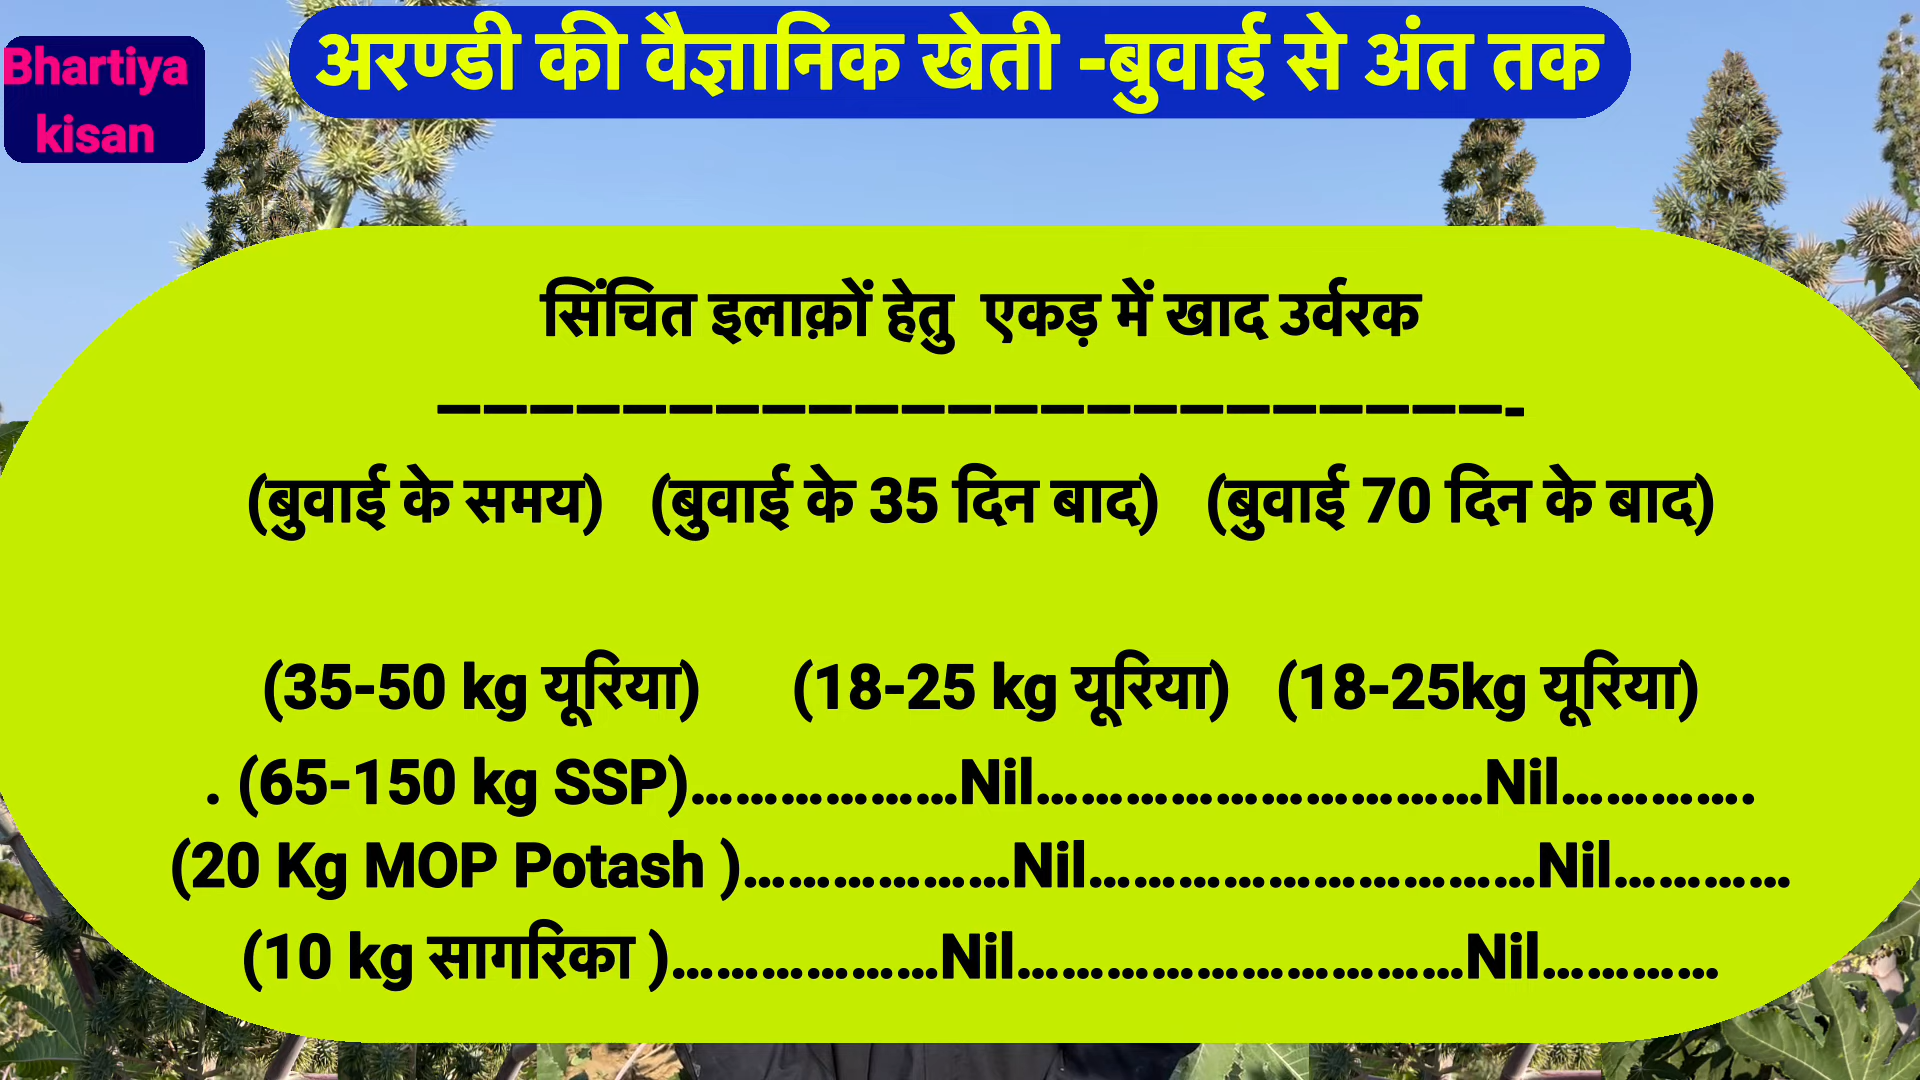 अरण्डी की वैज्ञानिक खेती -बुवाई से अंत तक
Bhartiya
kisan
सिंचित इलाक़ों हेतु एकड़ में खाद उर्वरक
———————————————————————-
(बुवाई के समय) (बुवाई के 35 दिन बाद) (बुवाई 70 दिन के बाद)
(35-50 kg यूरिया) (18-25 kg यूरिया) (18-25kg यूरिया)
. (65-150 kg SSP)………………Nil…………………………Nil………….
(20 Kg MOP Potash )………………Nil…………………………Nil…………
(10 kg सागरिका )………………Nil…………………………Nil…………